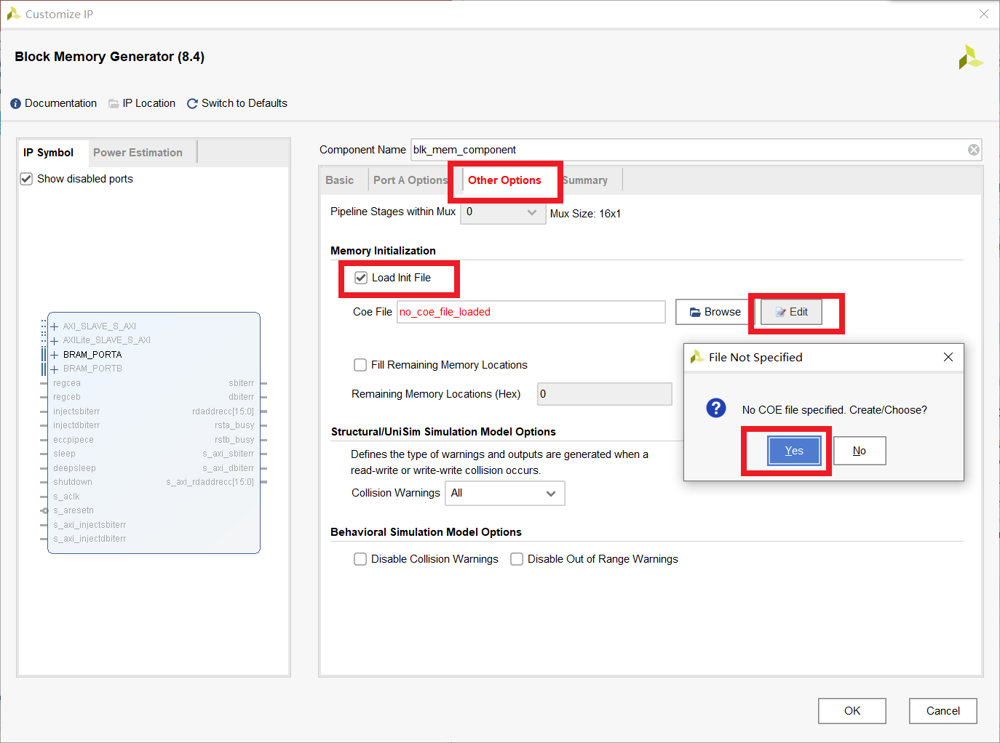 Customize IP
Block Memory Generator (8.4)
Documentation IP Location Switch to Defaults
IP Symbol Power Estimation
Show disabled ports
AXI_SLAVE_S_AXI
AXILite_SLAVE_S_AXI
BRAM_PORTA
BRAM_PORTB
regcea sbiterr
regceb dbiterr
injectsbiterr rdaddrecc[15:0]
injectdbiterr rsta_busy
eccpipece rstb_busy
sleep s_axi_sbiterr
deepsleep s_axi_dbiterr
shutdown s_axi_rdaddrecc[15:0]
s_aclk
s_aresetn
s_axi_injectsbiterr
s_axi_injectdbiterr
Component Name blk_mem_component
Basic Port A Options Other Options Summary
Pipeline Stages within Mux 0 Mux Size: 16x1
Memory Initialization
Load Init File
Coe File no_coe_file_loaded Browse Edit
Fill Remaining Memory Locations
Remaining Memory Locations (Hex) 0
Structural/UniSim Simulation Model Options
Defines the type of warnings and outputs are generated when a
read-write or write-write collision occurs.
Collision Warnings All
Behavioral Simulation Model Options
Disable Collision Warnings Disable Out of Range Warnings
File Not Specified
No COE file specified. Create/Choose?
Yes No
OK Cancel